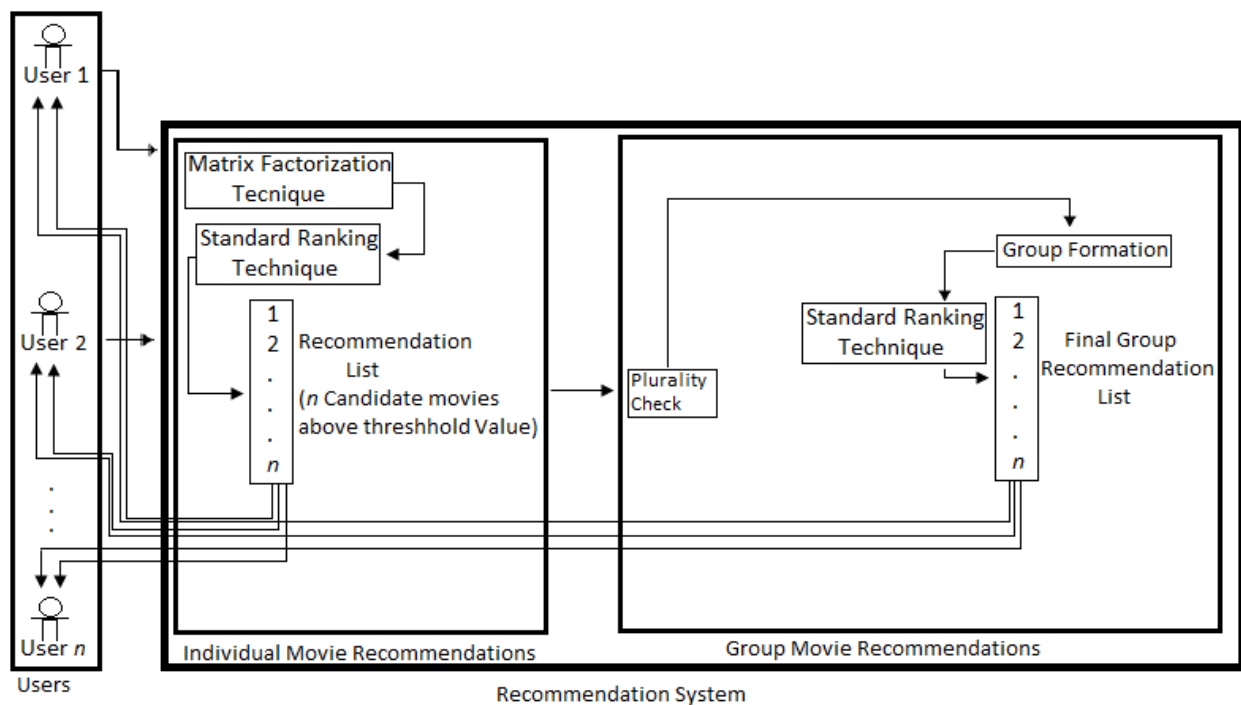 User 1
User 2
.
.
.
User n
Users
Matrix Factorization
Tecnique
Standard Ranking
Technique
1
2
.
.
.
n
Recommendation
List
(n Candidate movies
above threshhold Value)
Individual Movie Recommendations
Plurality
Check
Group Formation
Standard Ranking
Technique
1
2
.
.
.
n
Final Group
Recommendation
List
Group Movie Recommendations
Recommendation System